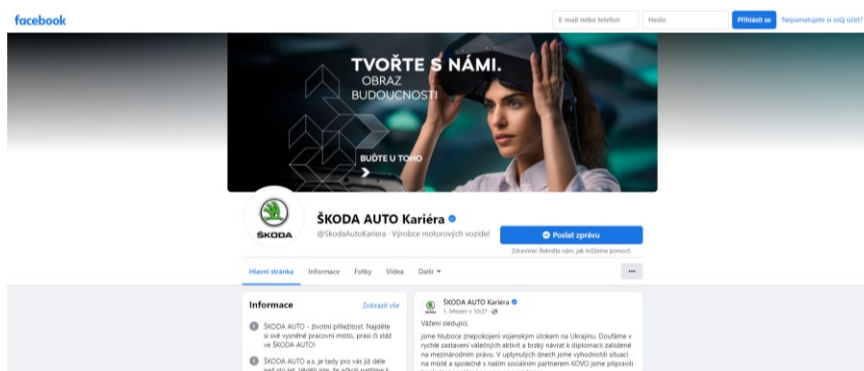 facebook
E-mail nebo telefon
Heslo
Přihlásit se
Nepamatujete si svůj účet?
TVOŘTE S NÁMI.
OBRAZ
BUDOUCNOSTI
BUĎTE U TOHO
ŠKODA
ŠKODA AUTO Kariéra
@SkodaAutoKariera · Výrobce motorových vozidel
Poslat zprávu
Zdravíme! Řekněte nám, jak můžeme pomoct.
Hlavní stránka Informace Fotky Videa Další
Informace
Zobrazit vše
ŠKODA AUTO - životní příležitost. Najděte
si své vysněné pracovní místo, praxi či stáž
ve ŠKODA AUTO!
ŠKODA AUTO a.s. je tady pro vás již déle
ŠKODA AUTO Kariéra
1. březen v 10:37
Vážení sledující,
jsme hluboce znepokojeni vojenským útokem na Ukrajinu. Doufáme v
rychlé zastavení válečných aktivit a brzký návrat k diplomacii založené
na mezinárodním právu. V uplynulých dnech jsme vyhodnotili situaci
na místě a společně s naším sociálním partnerem KOVO jsme připravili